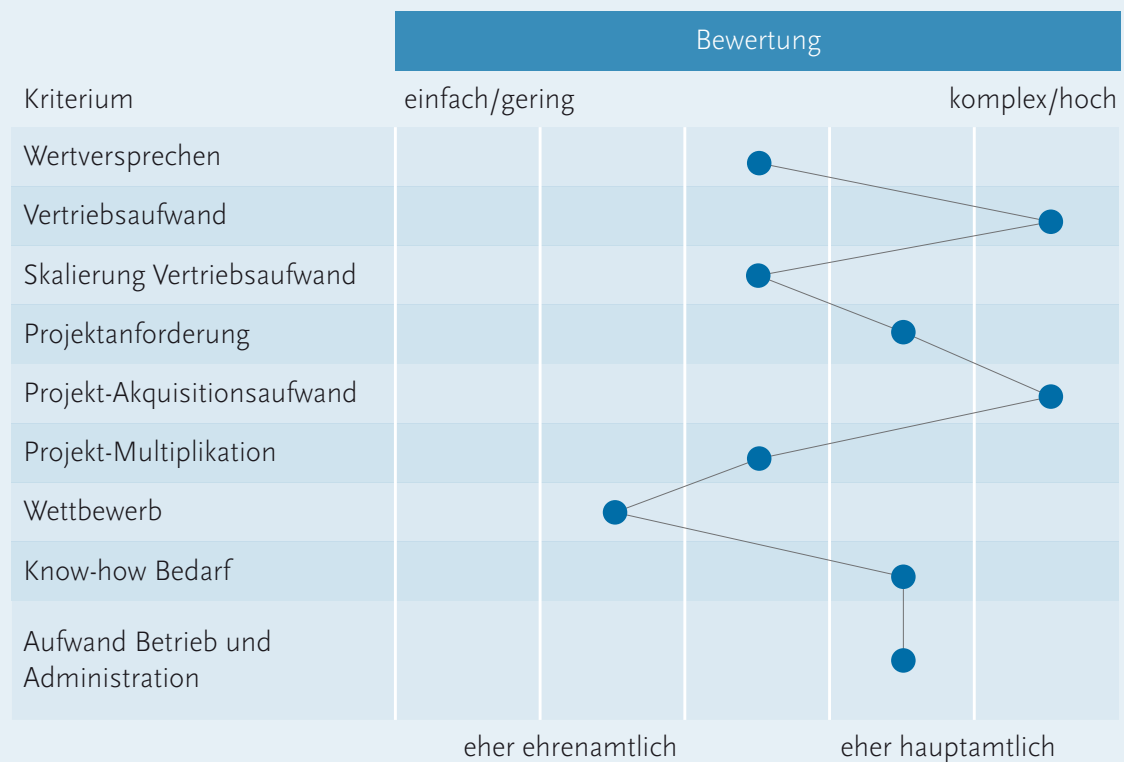 Bewertung
Kriterium einfach/gering komplex/hoch
Wertversprechen
Vertriebsaufwand
Skalierung Vertriebsaufwand
Projektanforderung
Projekt-Akquisitionsaufwand
Projekt-Multiplikation
Wettbewerb
Know-how Bedarf
Aufwand Betrieb und
Administration
eher ehrenamtlich eher hauptamtlich